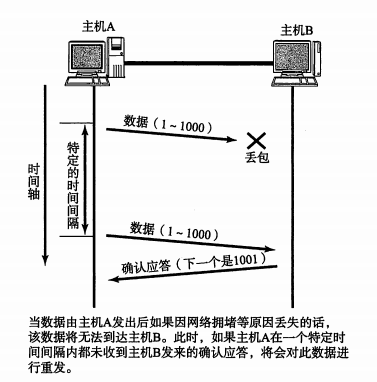 主机A
主机B
数据（1~1000）
丢包
特定的时间间隔
时间轴
数据（1~1000）
确认应答（下一个是1001）
当数据由主机A发出后如果因网络拥堵等原因丢失的话，
该数据将无法到达主机B。此时，如果主机A在一个特定时
间间隔内都未收到主机B发来的确认应答，将会对此数据进
行重发。